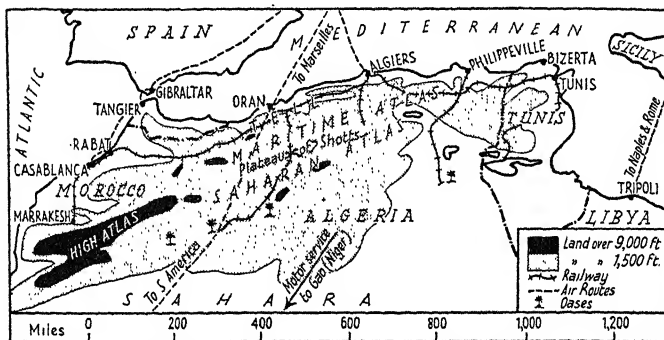 SPAIN
MEDITERRANEAN
SICILY
ATLANTIC
To Marseilles
ALGIERS
PHILIPPEVILLE
BIZERTA
TUNIS
GIBRALTAR
TANGIER
ORAN
TELL ATLAS
MARITIME
TUNIS
RABAT
Plateau of Shotts
CASABLANCA
SAHARAN ATLAS
To Naples & Rome
MOROCCO
TRIPOLI
MARRAKESH
ALGERIA
LIBYA
HIGH ATLAS
To S. America
Motor service
to Gao (Niger)
SAHARA
Land over 9,000 ft.
" " 1,500 ft.
Railway
Air Routes
Oases
Miles 0 200 400 600 800 1,000 1,200